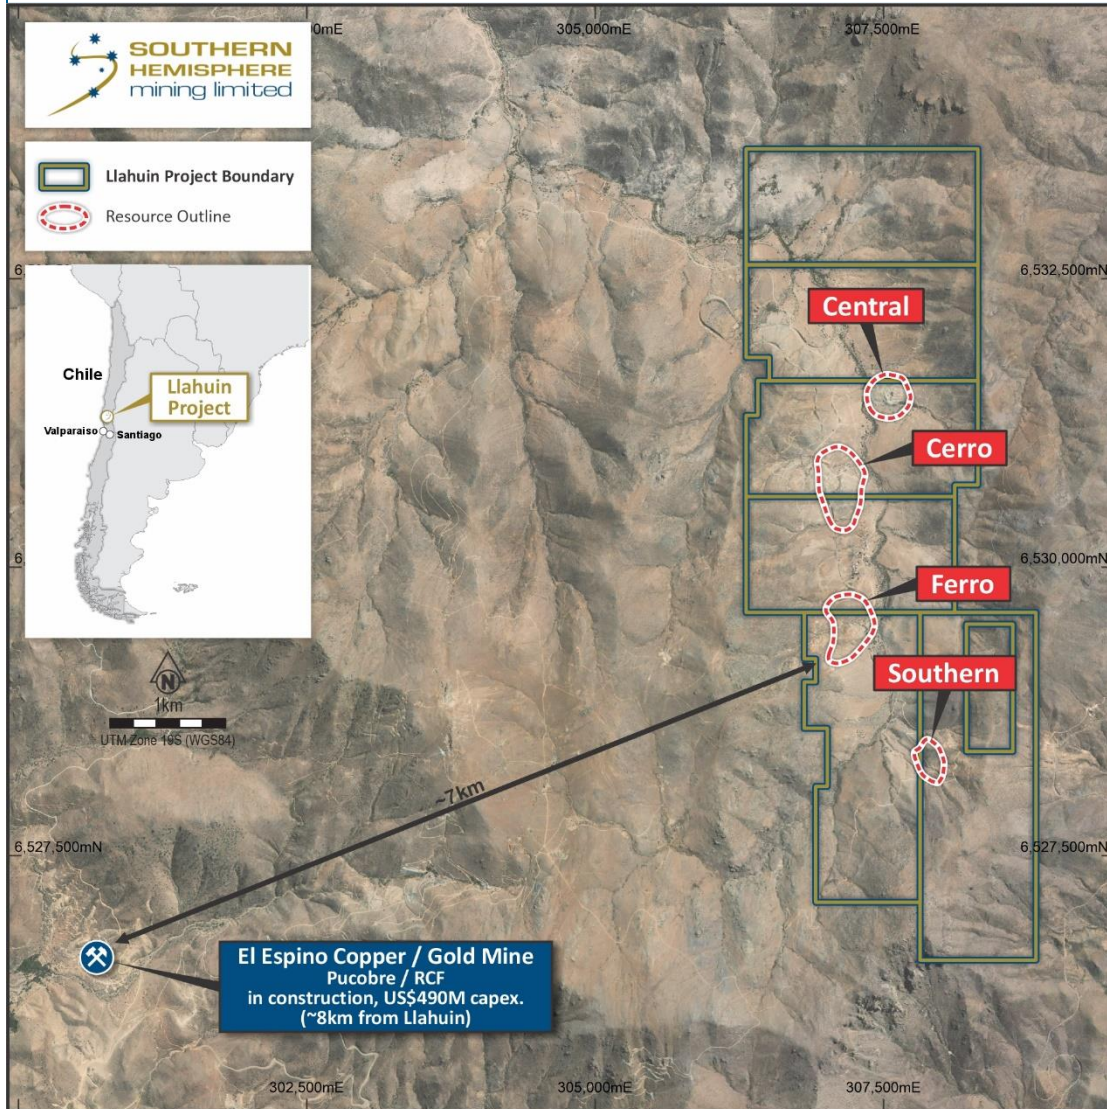 SOUTHERN
HEMISPHERE
mining limited
305,000mE
307,500mE
Llahuin Project Boundary
Resource Outline
6,532,500mN
Central
Chile
Llahuin
Project
Valparaiso
Santiago
Cerro
6,530,000mN
Ferro
Southern
N
1km
UTM Zone 19S (WGS84)
~7km
6,527,500mN
6,527,500mN
El Espino Copper / Gold Mine
Pucobre / RCF
in construction, US$490M capex.
(~8km from Llahuin)
302,500mE
305,000mE
307,500mE